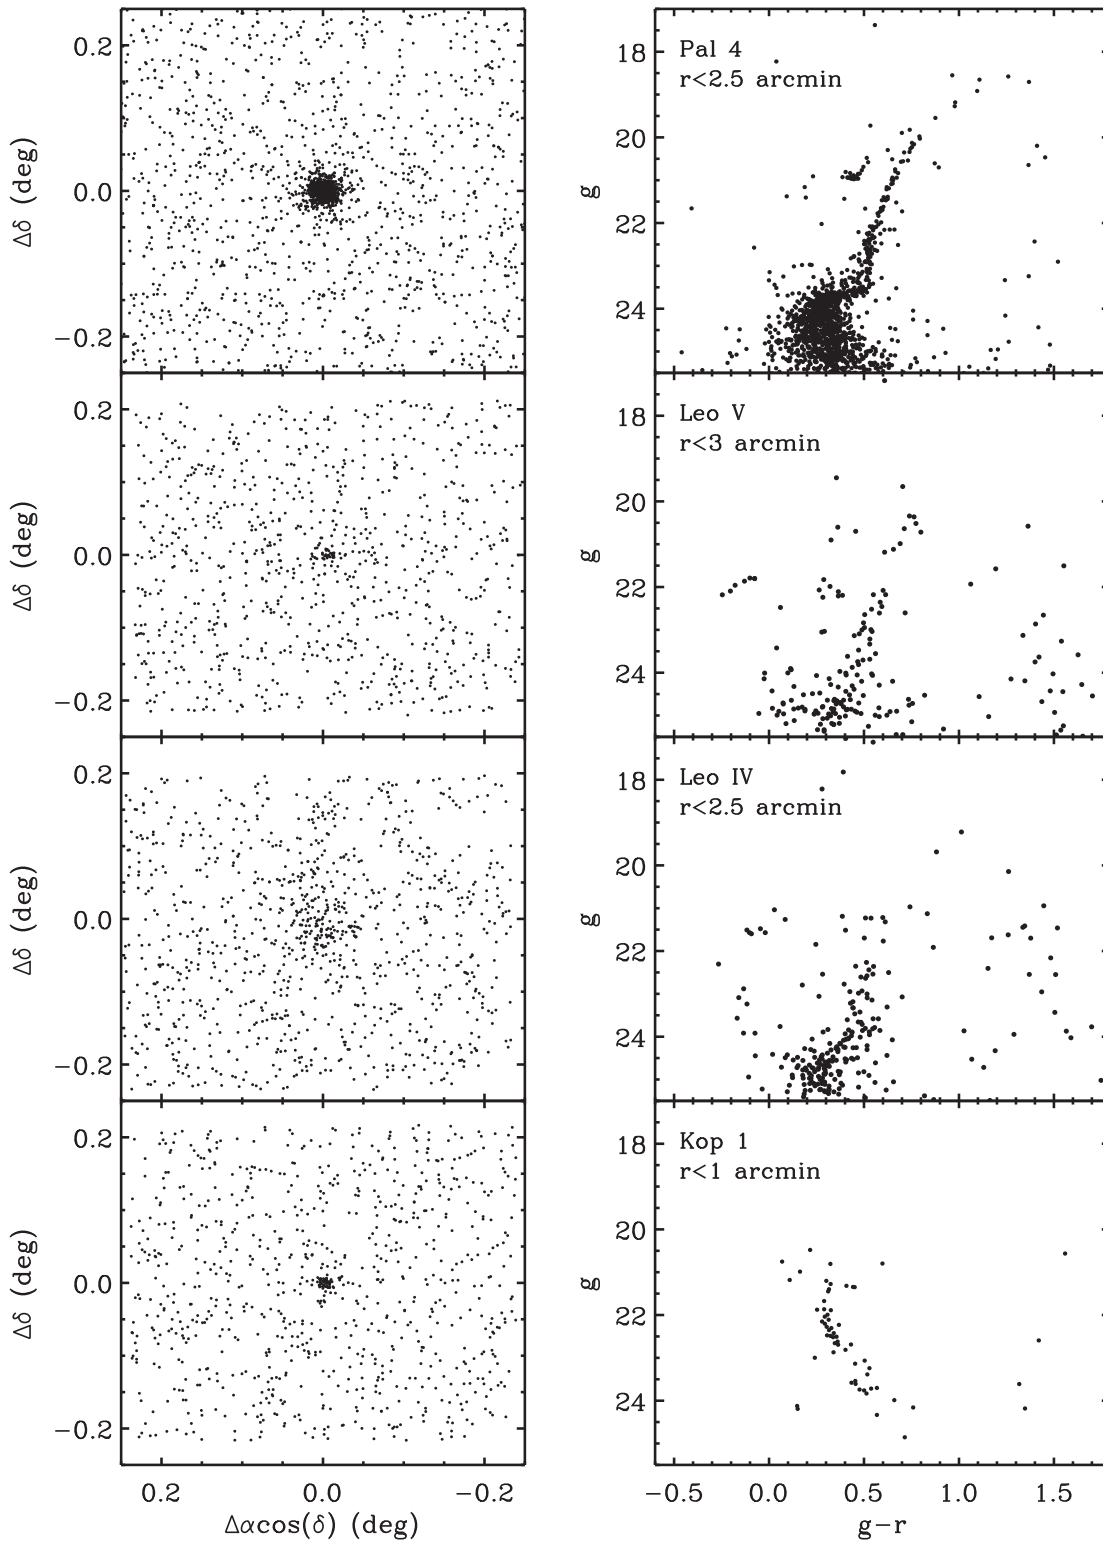 0.2
0.0
−0.2
Δδ (deg)
18
20
22
24
g
Pal 4
r<2.5 arcmin
0.2
0.0
−0.2
Δδ (deg)
18
20
22
24
g
Leo V
r<3 arcmin
0.2
0.0
−0.2
Δδ (deg)
18
20
22
24
g
Leo IV
r<2.5 arcmin
0.2
0.0
−0.2
Δδ (deg)
18
20
22
24
g
Kop 1
r<1 arcmin
0.2 0.0 −0.2
Δαcos(δ) (deg)
−0.5 0.0 0.5 1.0 1.5
g−r